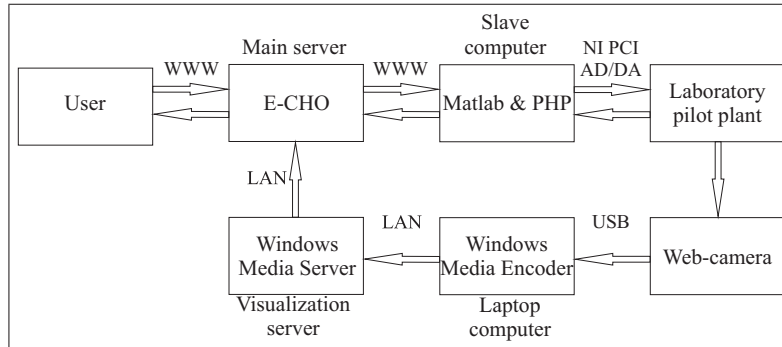 Main server
Slave
computer
WWW
WWW
NI PCI
AD/DA
User
E-CHO
Matlab & PHP
Laboratory
pilot plant
LAN
LAN
USB
Windows
Media Server
Windows
Media Encoder
Web-camera
Visualization
server
Laptop
computer